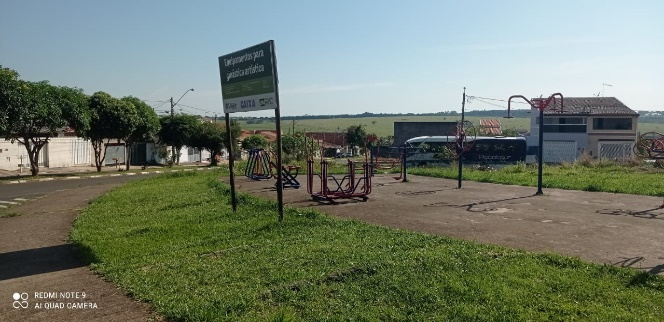 Equipamentos para
ginástica artística
CAIXA
REDMI NOTE 9
AI QUAD CAMERA